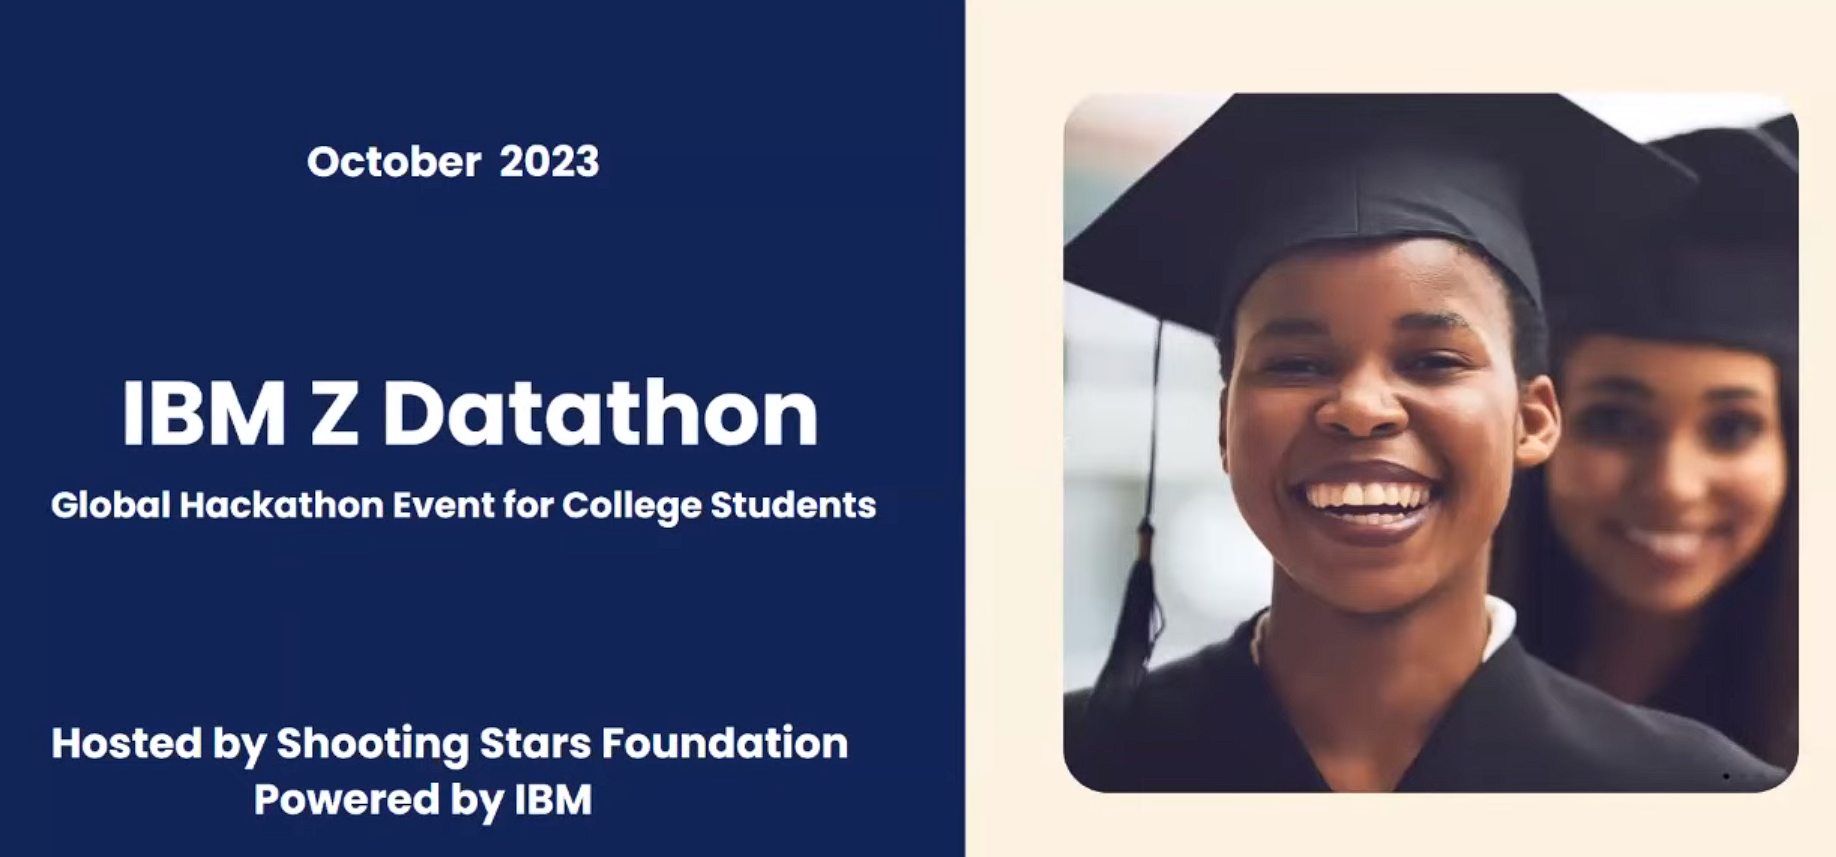 October 2023
IBM Z Datathon
Global Hackathon Event for College Students
Hosted by Shooting Stars Foundation
Powered by IBM